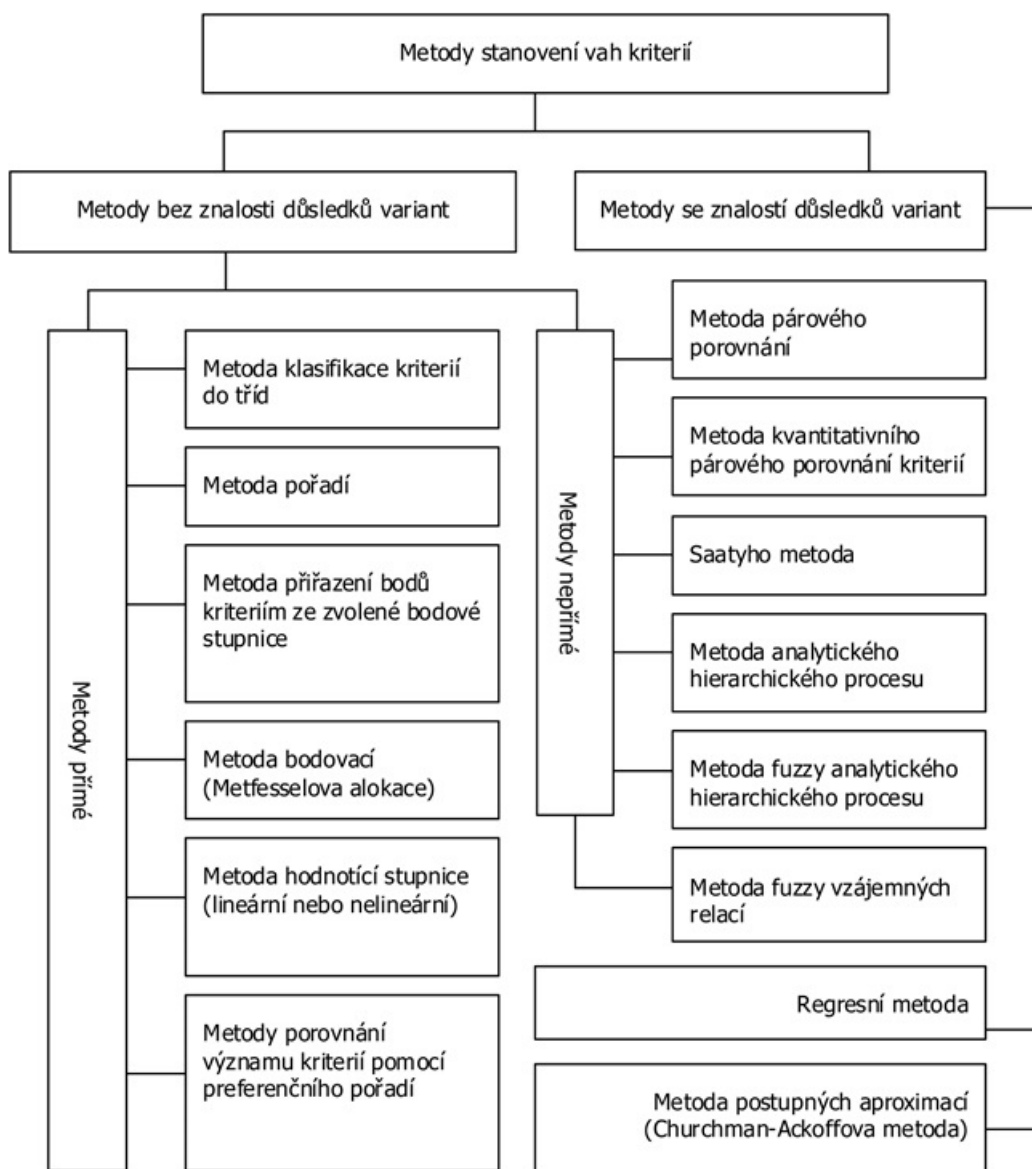 Metody stanovení vah kriterií
Metody bez znalosti důsledků variant
Metody se znalostí důsledků variant
Metody přímé
Metoda klasifikace kriterií
do tříd
Metoda pořadí
Metoda přiřazení bodů
kriteriím ze zvolené bodové
stupnice
Metoda bodovací
(Metfesselova alokace)
Metoda hodnotící stupnice
(lineární nebo nelineární)
Metody porovnání
významu kriterií pomocí
preferenčního pořadí
Metody nepřímé
Metoda párového
porovnání
Metoda kvantitativního
párového porovnání kriterií
Saatyho metoda
Metoda analytického
hierarchického procesu
Metoda fuzzy analytického
hierarchického procesu
Metoda fuzzy vzájemných
relací
Regresní metoda
Metoda postupných aproximací
(Churchman-Ackoffova metoda)